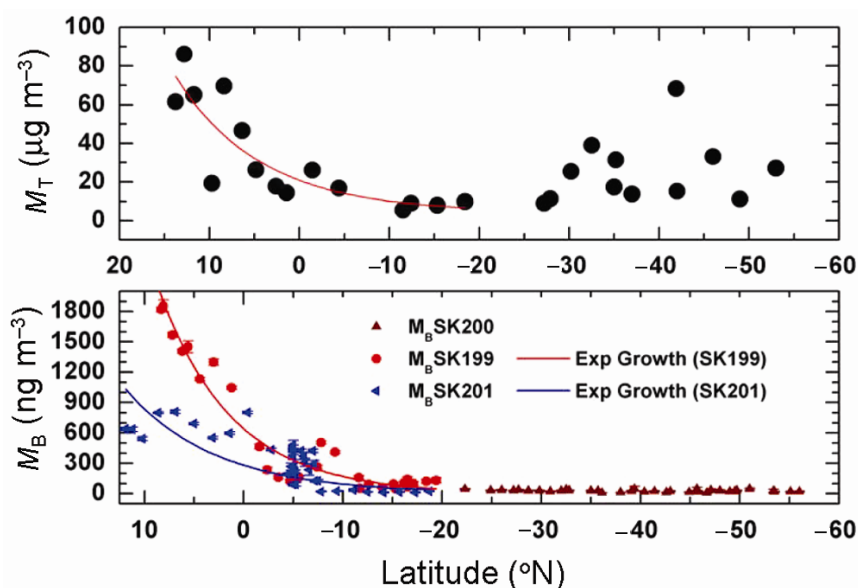 100
80
60
40
20
0
M_T (μg m⁻³)
20 10 0 −10 −20 −30 −40 −50 −60
1800
1500
1200
900
600
300
0
M_B (ng m⁻³)
M_BSK200
M_BSK199 Exp Growth (SK199)
M_BSK201 Exp Growth (SK201)
10 0 −10 −20 −30 −40 −50 −60
Latitude (°N)